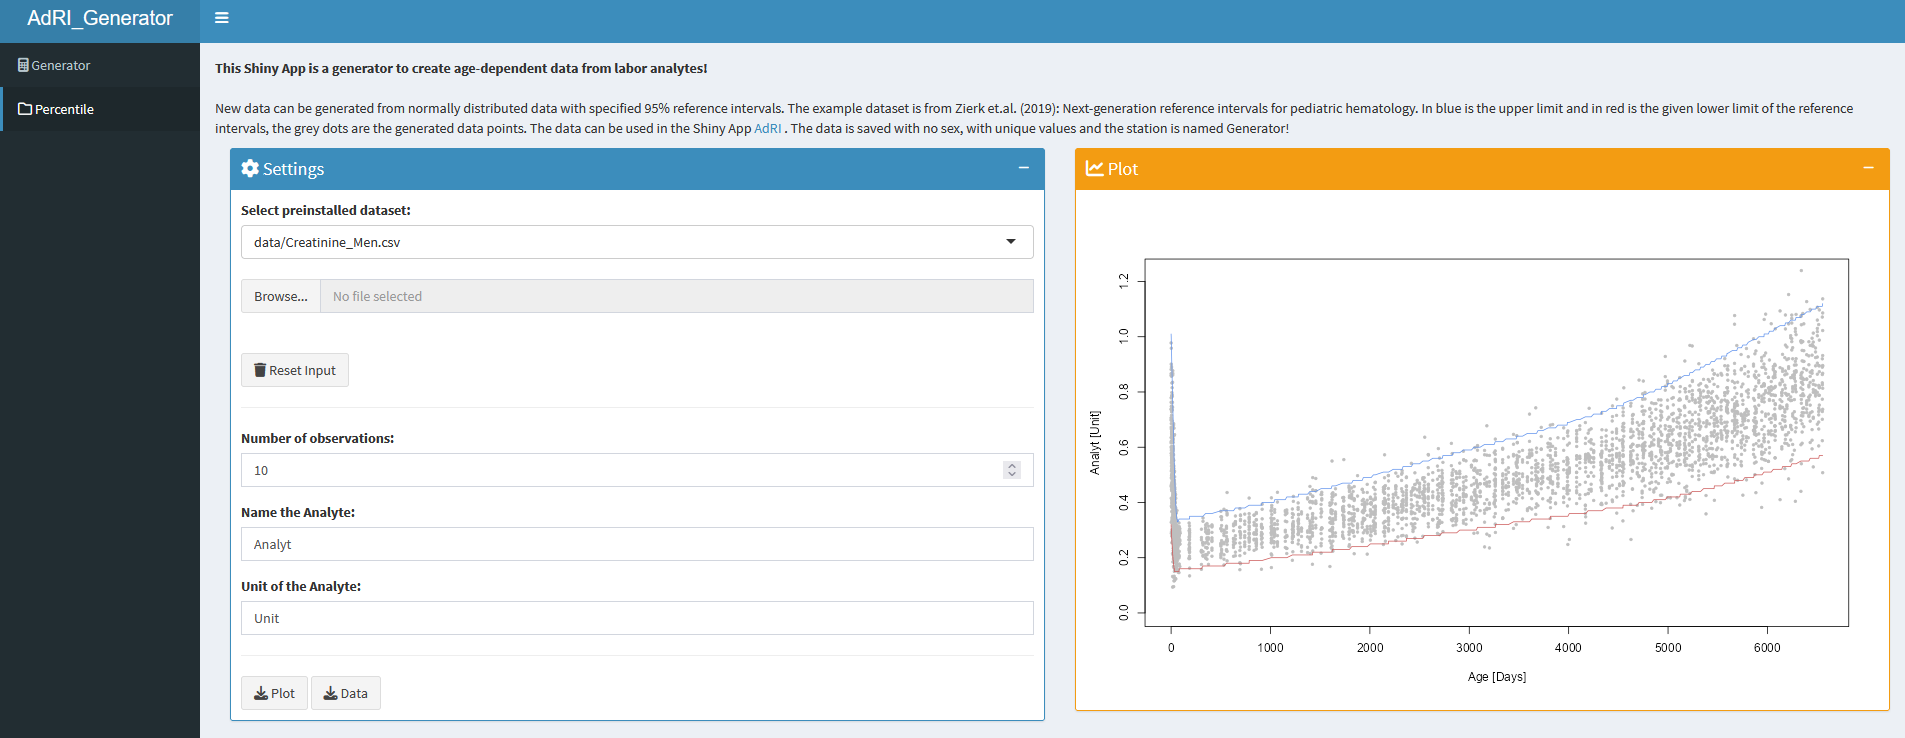 AdRI_Generator
Generator
Percentile
This Shiny App is a generator to create age-dependent data from labor analytes!
New data can be generated from normally distributed data with specified 95% reference intervals. The example dataset is from Zierk et.al. (2019): Next-generation reference intervals for pediatric hematology. In blue is the upper limit and in red is the given lower limit of the reference
intervals, the grey dots are the generated data points. The data can be used in the Shiny App AdRI . The data is saved with no sex, with unique values and the station is named Generator!
Settings
Select preinstalled dataset:
data/Creatinine_Men.csv
Browse... No file selected
Reset Input
Number of observations:
10
Name the Analyte:
Analyt
Unit of the Analyte:
Unit
Plot Data
Plot
Analyt [Unit]
1.2
1.0
0.8
0.6
0.4
0.2
0.0
0 1000 2000 3000 4000 5000 6000
Age [Days]